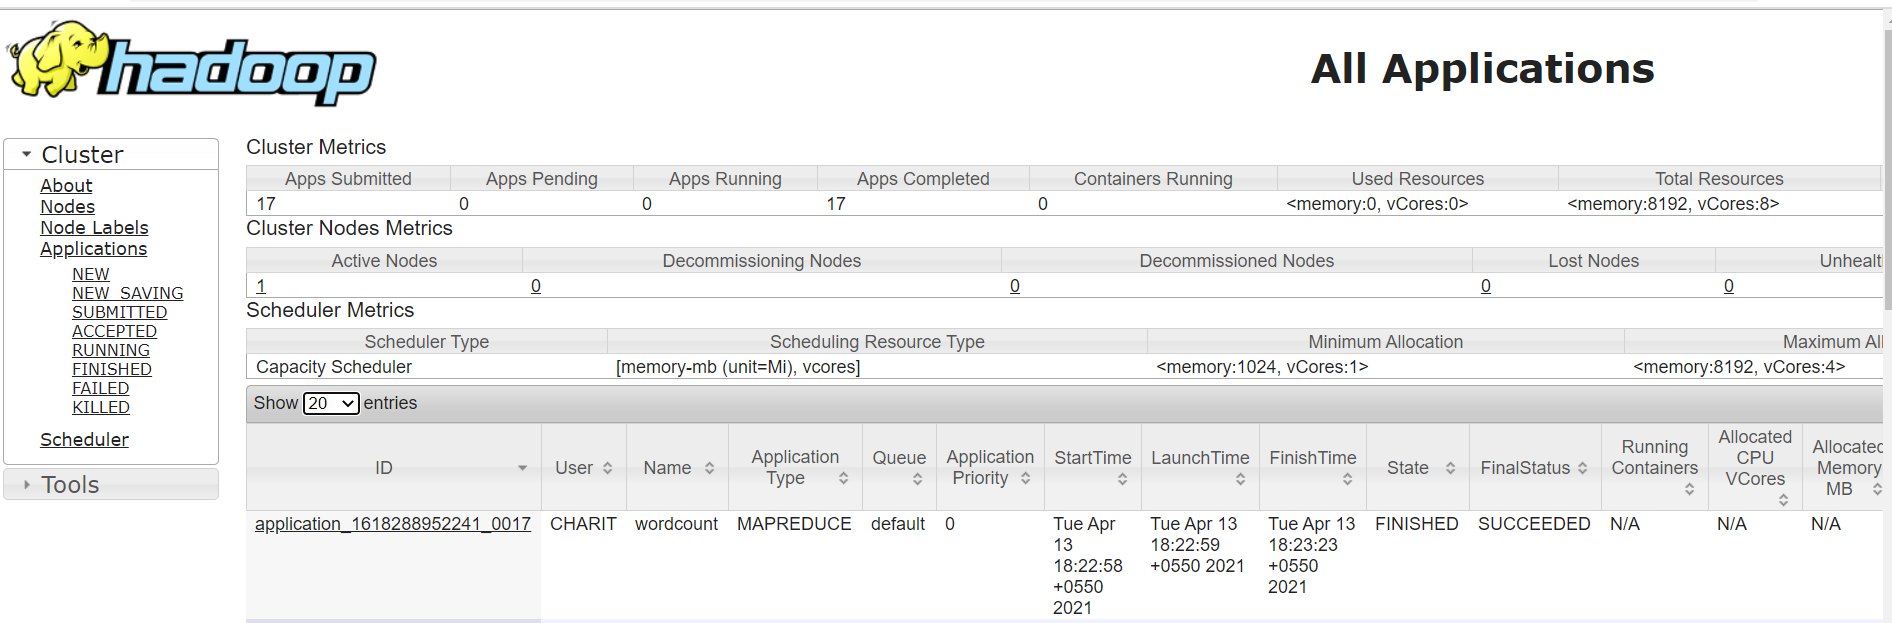 hadoop
All Applications
Cluster
About
Nodes
Node Labels
Applications
NEW
NEW_SAVING
SUBMITTED
ACCEPTED
RUNNING
FINISHED
FAILED
KILLED
Scheduler
Tools
Cluster Metrics
Apps Submitted Apps Pending Apps Running Apps Completed Containers Running Used Resources Total Resources
17 0 0 17 0 <memory:0, vCores:0> <memory:8192, vCores:8>
Cluster Nodes Metrics
Active Nodes Decommissioning Nodes Decommissioned Nodes Lost Nodes Unhealt
1 0 0 0 0
Scheduler Metrics
Scheduler Type Scheduling Resource Type Minimum Allocation Maximum All
Capacity Scheduler [memory-mb (unit=Mi), vcores] <memory:1024, vCores:1> <memory:8192, vCores:4>
Show 20 entries
ID User Name Application Type Queue Application Priority StartTime LaunchTime FinishTime State FinalStatus Running Containers Allocated CPU VCores Allocated Memory MB
application_1618288952241_0017 CHARIT wordcount MAPREDUCE default 0 Tue Apr 13 18:22:58 +0550 2021 Tue Apr 13 18:22:59 +0550 2021 Tue Apr 13 18:23:23 +0550 2021 FINISHED SUCCEEDED N/A N/A N/A